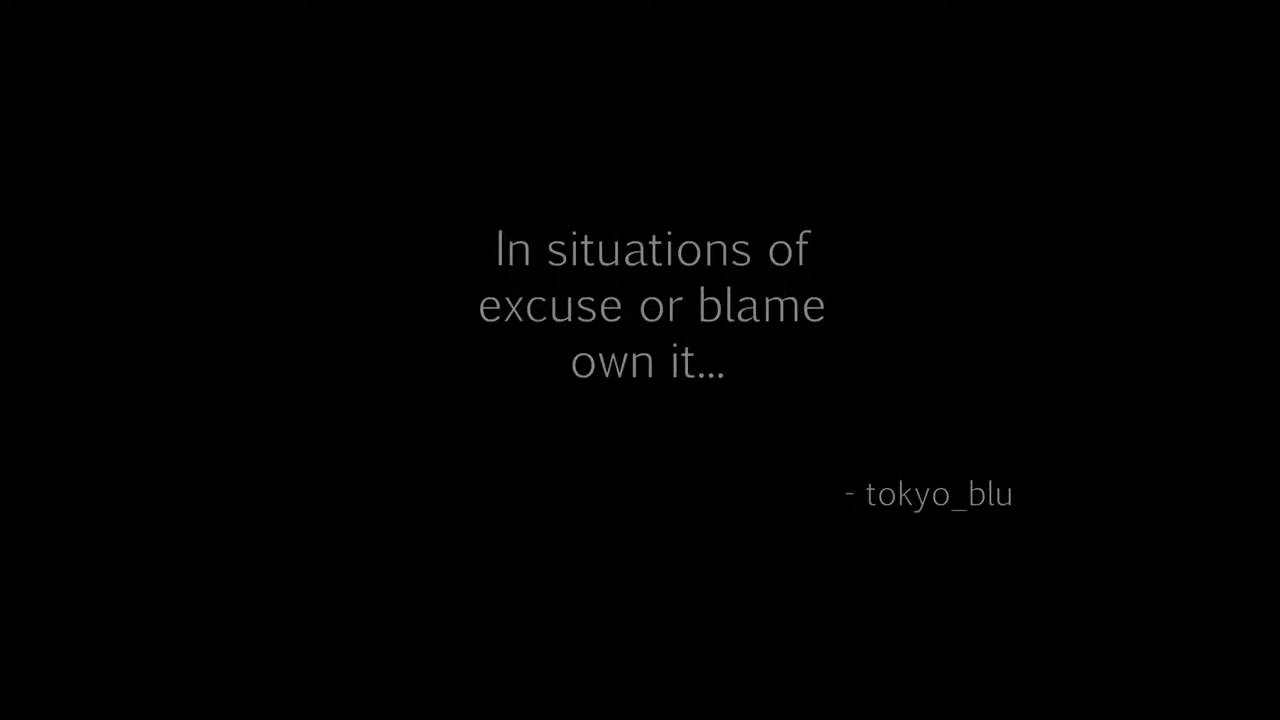 In situations of
excuse or blame
own it...
- tokyo_blu